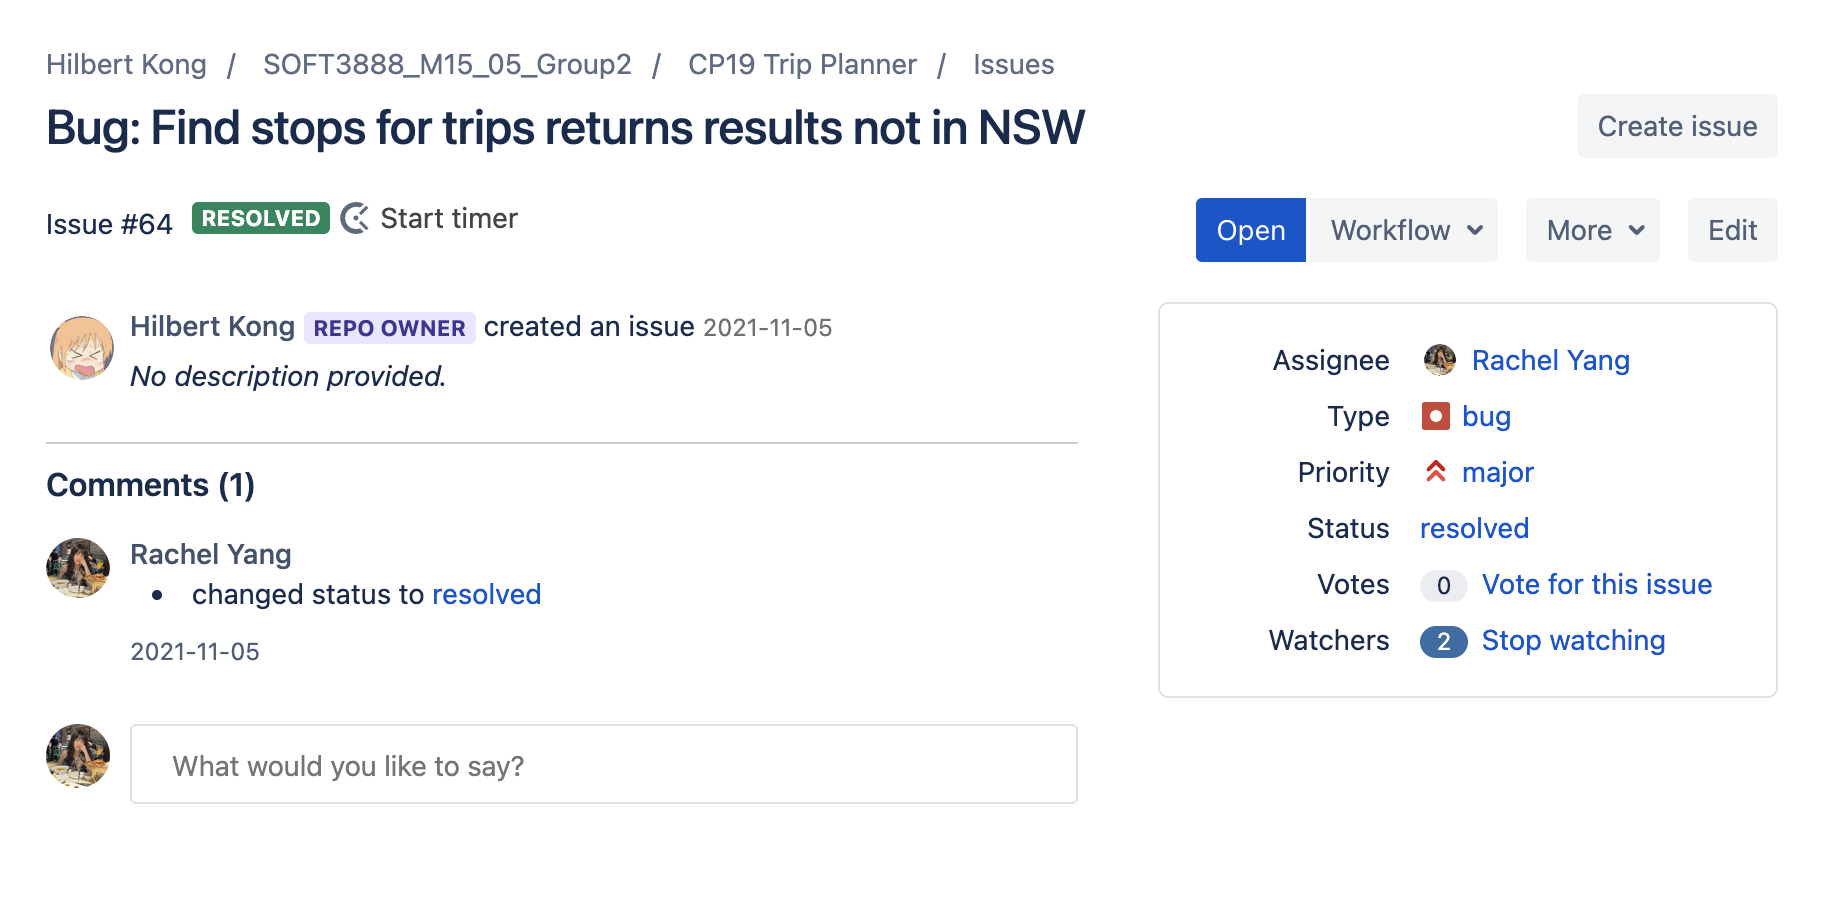 Hilbert Kong / SOFT3888_M15_05_Group2 / CP19 Trip Planner / Issues
Bug: Find stops for trips returns results not in NSW
Create issue
Issue #64 RESOLVED Start timer
Open Workflow More Edit
Hilbert Kong REPO OWNER created an issue 2021-11-05
No description provided.
Assignee Rachel Yang
Type bug
Priority major
Status resolved
Votes 0 Vote for this issue
Watchers 2 Stop watching
Comments (1)
Rachel Yang
• changed status to resolved
2021-11-05
What would you like to say?